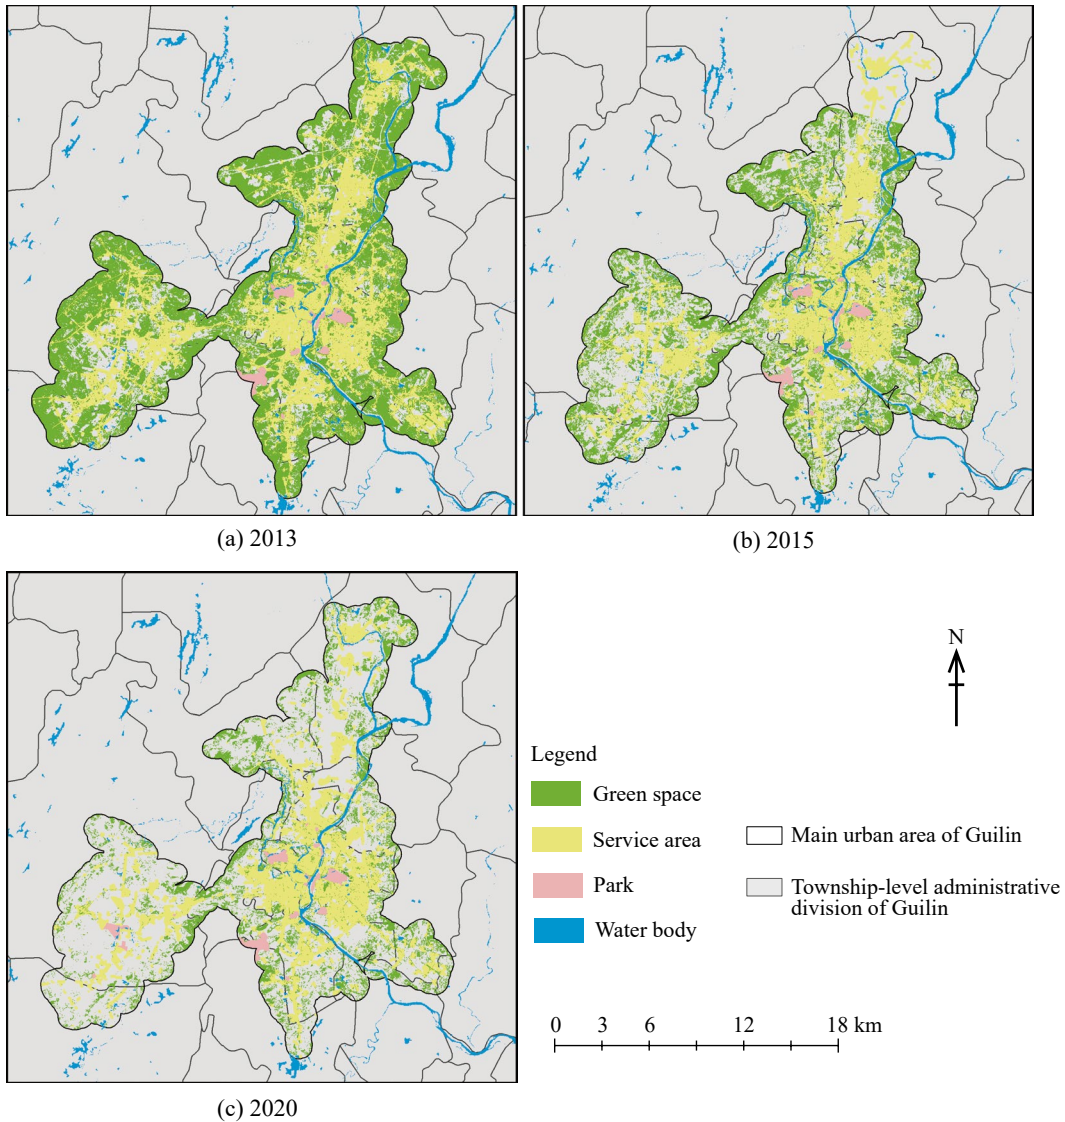 (a) 2013
(b) 2015
(c) 2020
N
Legend
Green space
Service area
Park
Water body
Main urban area of Guilin
Township-level administrative
division of Guilin
0 3 6 12 18 km